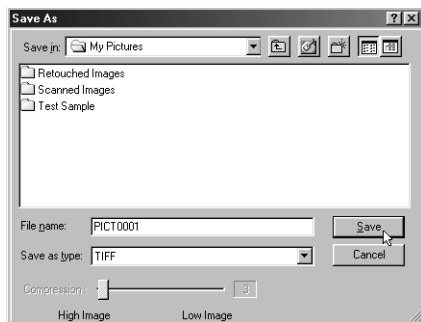 Save As
Save in: My Pictures
Retouched Images
Scanned Images
Test Sample
File name: PICT0001 Save
Save as type: TIFF Cancel
Compression: 3
High Image Low Image